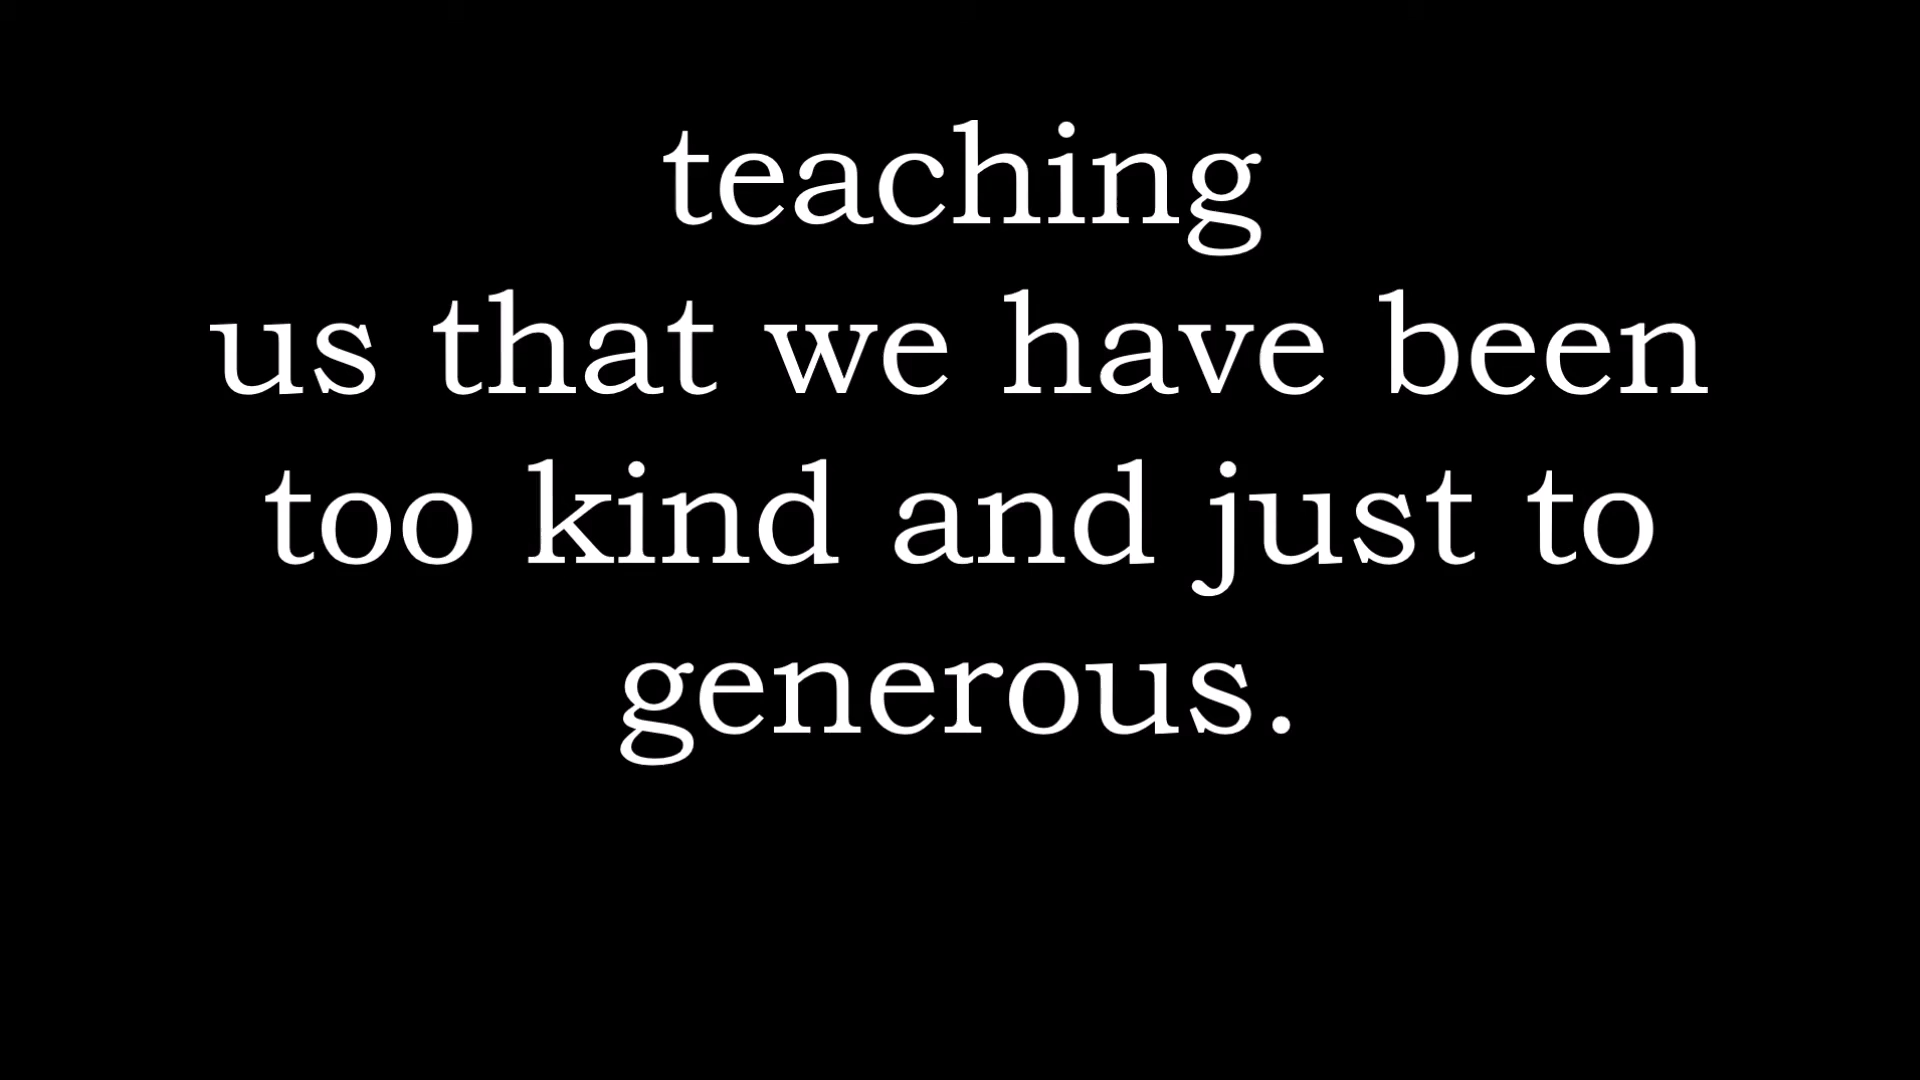 teaching
us that we have been
too kind and just to
generous.